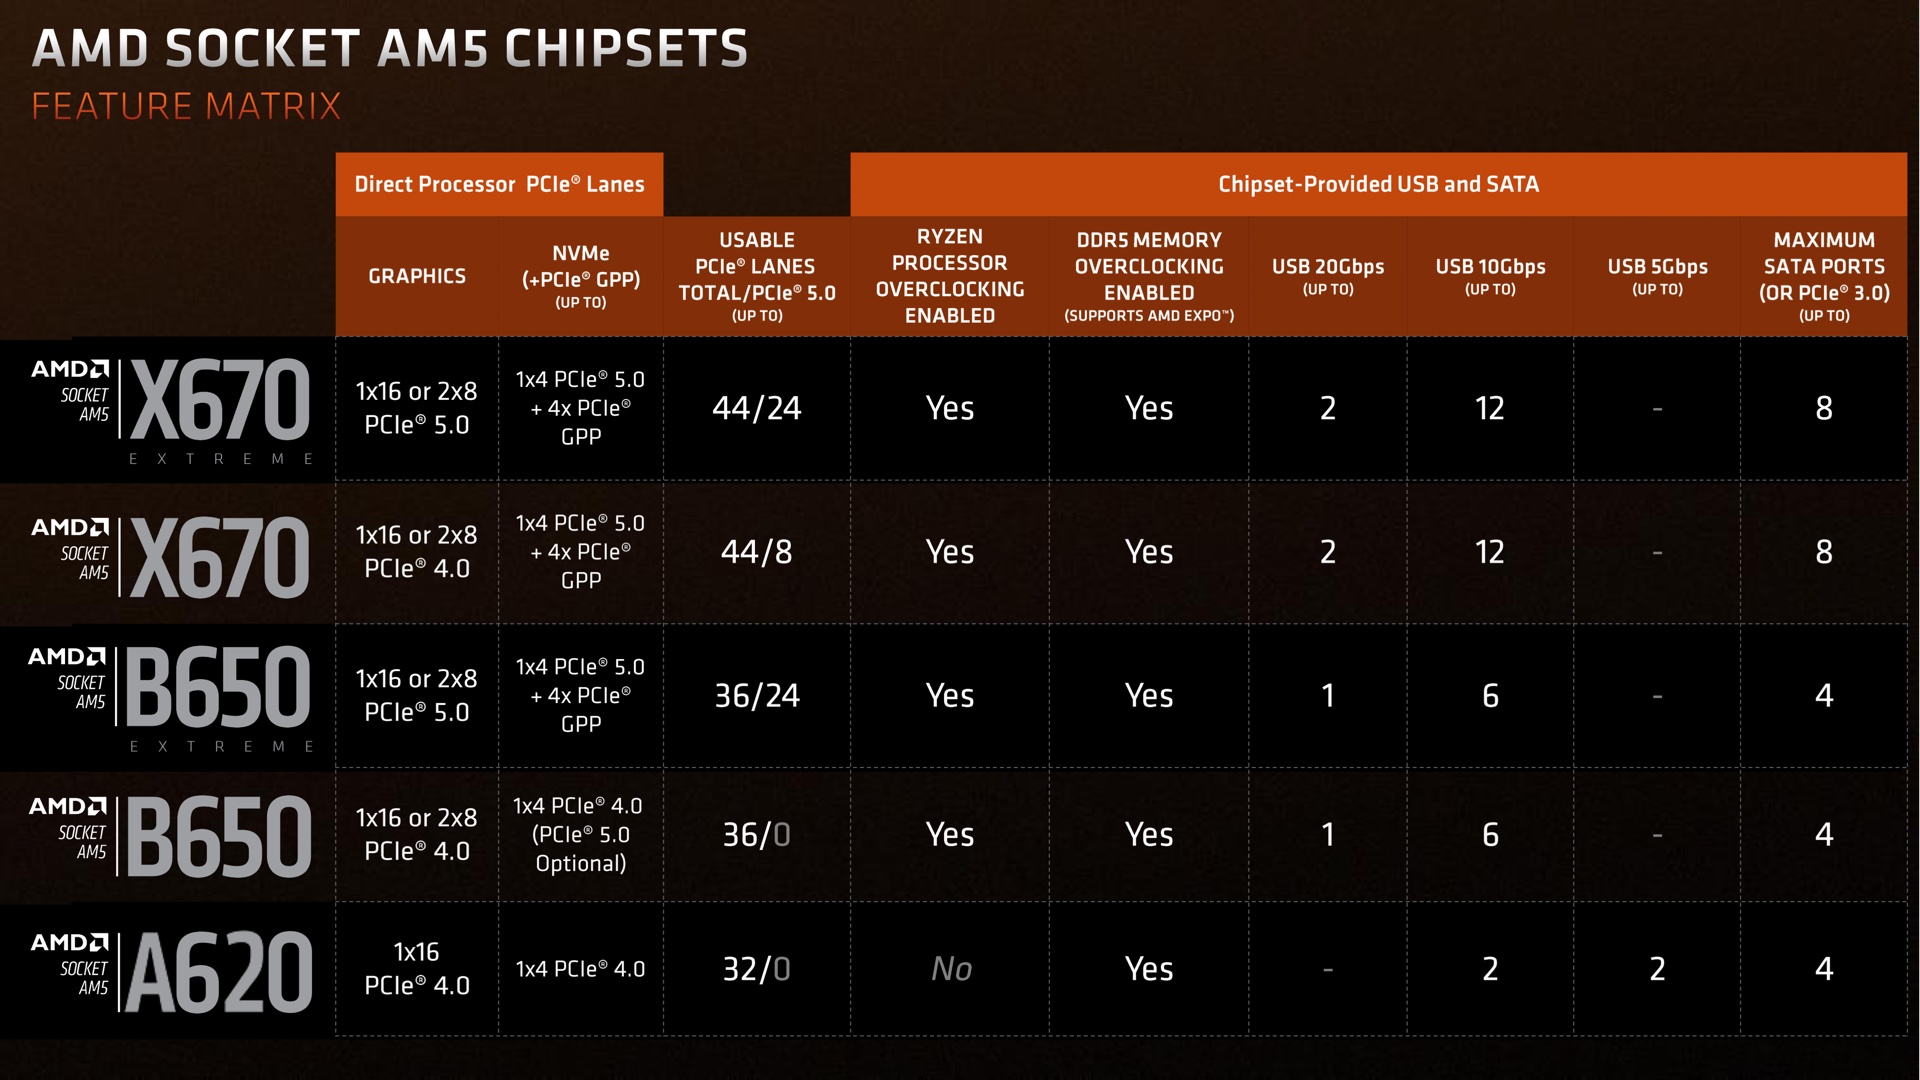 AMD SOCKET AM5 CHIPSETS
FEATURE MATRIX
Direct Processor PCIe® Lanes
Chipset-Provided USB and SATA
GRAPHICS
NVMe
(+PCIe® GPP)
(UP TO)
USABLE
PCIe® LANES
TOTAL/PCIe® 5.0
(UP TO)
RYZEN
PROCESSOR
OVERCLOCKING
ENABLED
DDR5 MEMORY
OVERCLOCKING
ENABLED
(SUPPORTS AMD EXPO™)
USB 20Gbps
(UP TO)
USB 10Gbps
(UP TO)
USB 5Gbps
(UP TO)
MAXIMUM
SATA PORTS
(OR PCIe® 3.0)
(UP TO)
AMD
SOCKET
AM5
X670
EXTREME
1x16 or 2x8
PCIe® 5.0
1x4 PCIe® 5.0
+ 4x PCIe®
GPP
44/24
Yes
Yes
2
12
-
8
AMD
SOCKET
AM5
X670
1x16 or 2x8
PCIe® 4.0
1x4 PCIe® 5.0
+ 4x PCIe®
GPP
44/8
Yes
Yes
2
12
-
8
AMD
SOCKET
AM5
B650
EXTREME
1x16 or 2x8
PCIe® 5.0
1x4 PCIe® 5.0
+ 4x PCIe®
GPP
36/24
Yes
Yes
1
6
-
4
AMD
SOCKET
AM5
B650
1x16 or 2x8
PCIe® 4.0
1x4 PCIe® 4.0
(PCIe® 5.0
Optional)
36/0
Yes
Yes
1
6
-
4
AMD
SOCKET
AM5
A620
1x16
PCIe® 4.0
1x4 PCIe® 4.0
32/0
No
Yes
-
2
2
4